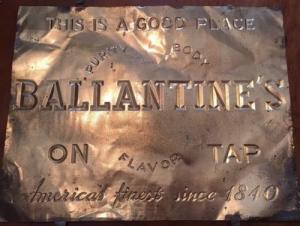 THIS IS A GOOD PLACE
PURITY BODY
BALLANTINE'S
ON FLAVOR TAP
America's finest since 1840